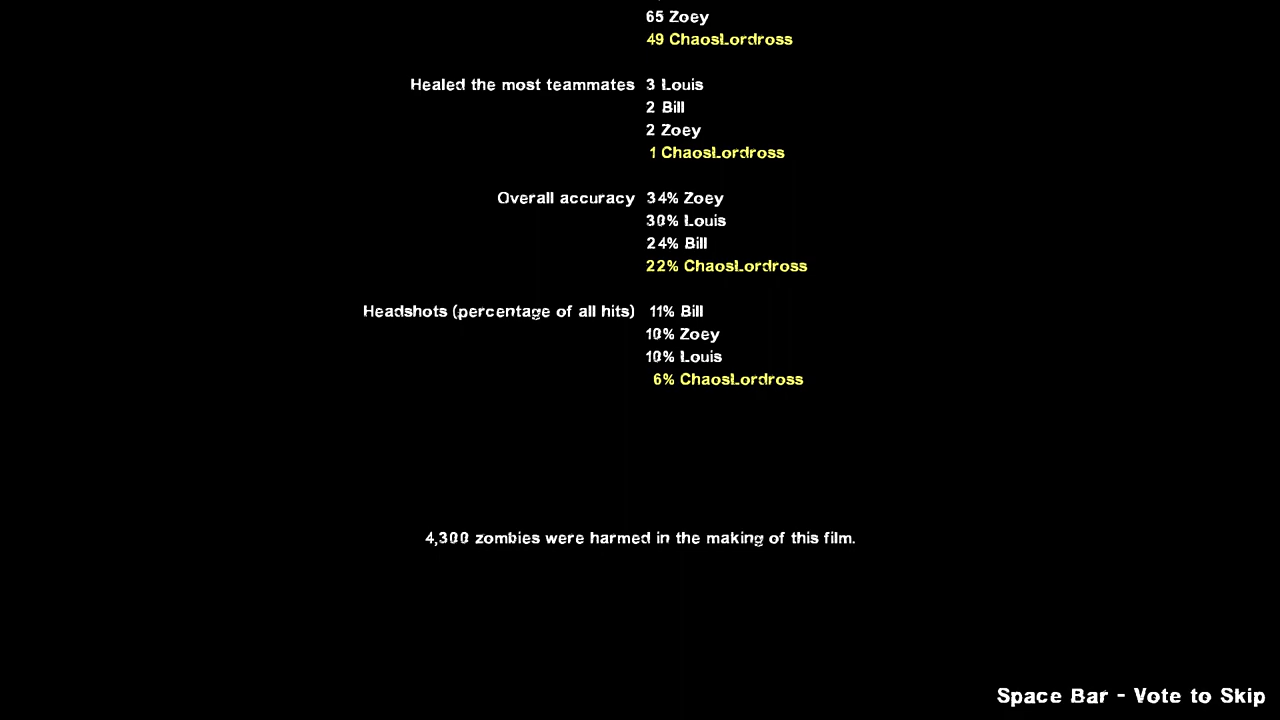 65 Zoey
49 ChaosLordross
Healed the most teammates 3 Louis
2 Bill
2 Zoey
1 ChaosLordross
Overall accuracy 34% Zoey
30% Louis
24% Bill
22% ChaosLordross
Headshots (percentage of all hits) 11% Bill
10% Zoey
10% Louis
6% ChaosLordross
4,300 zombies were harmed in the making of this film.
Space Bar - Vote to Skip